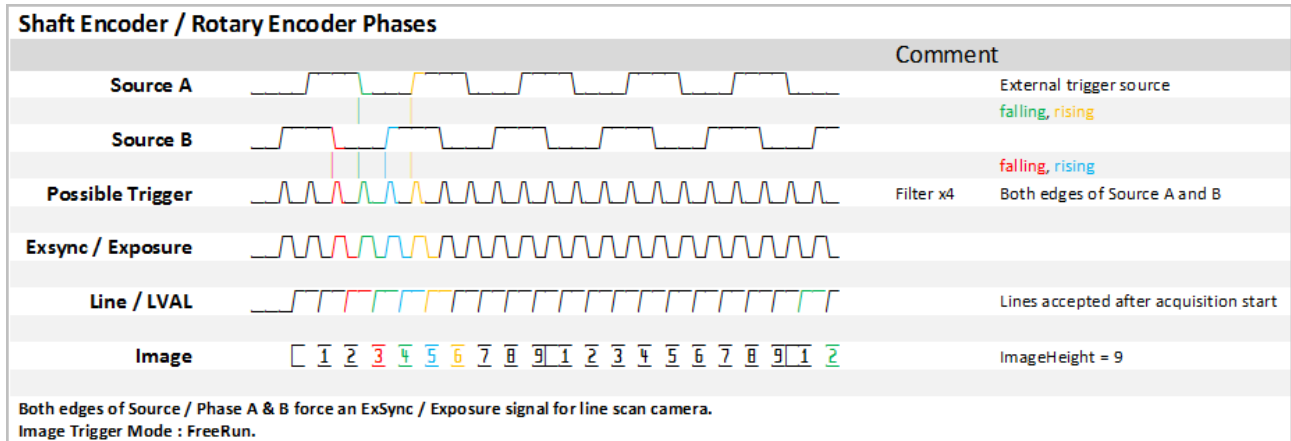 Shaft Encoder / Rotary Encoder Phases
Comment
Source A External trigger source
falling, rising
Source B
falling, rising
Possible Trigger Filter x4 Both edges of Source A and B
Exsync / Exposure
Line / LVAL Lines accepted after acquisition start
Image 1 2 3 4 5 6 7 8 9 1 2 3 4 5 6 7 8 9 1 2 ImageHeight = 9
Both edges of Source / Phase A & B force an ExSync / Exposure signal for line scan camera.
Image Trigger Mode : FreeRun.